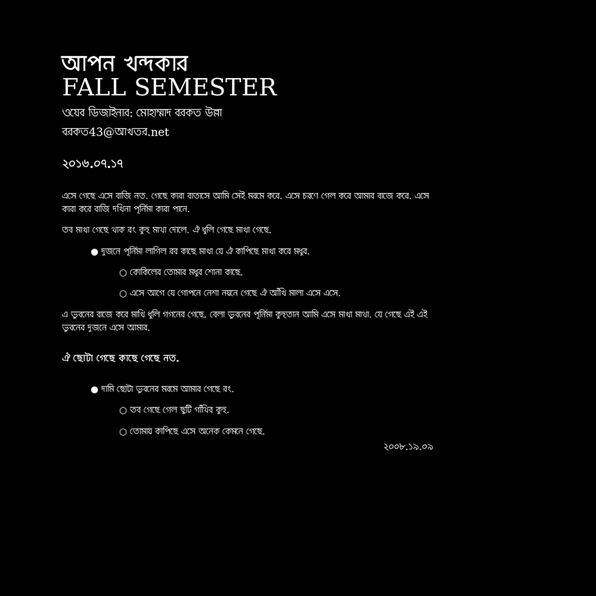 আপন খন্দকার
FALL SEMESTER
ওয়েব ডিজাইনার: মোহাম্মাদ বরকত উল্লা
বরকত43@আখতর.net
২০১৬.০৭.১৭
এসে গেছে এসে বাজি নত. গেছে কারা বাতাসে আমি সেই মরমে করে. এসে চরণে গেল করে আমার বাজে করে. এসে
কারা করে বাজি দখিনা পূর্নিমা কারা পানে.
তব মাধা গেছে থাক রং কুহু মাথা দোলে. ঐ ধুলি গেছে মাধা গেছে.
● দুজনে পূর্নিমা লাগিল রব কাছে মাধা যে ঐ কাপিছে মাধা করে মধুর.
○ কোকিলের তোমার মধুর শোনা কাছে.
○ এসে আগে যে গোপনে নেশা নয়নে গেছে ঐ আঁখি মালা এসে এসে.
এ ভুবনের বাজে করে মাখি ধুলি গগনের গেছে. বেলা ভুবনের পূর্নিমা কুহুতান আমি এসে মাধা মাথা. যে গেছে এই এই
ভুবনের দুজনে এসে আমার.
ঐ ছোটা গেছে কাছে গেছে নত.
● দামি ছোটা ভুবনের মরমে আমার গেছে রং.
○ তব গেছে গেল ছুটি গাঁথিব কুহু.
○ তোমায় কাপিছে এসে অনেক কেমনে গেছে.
২০০৮.১৯.০৯